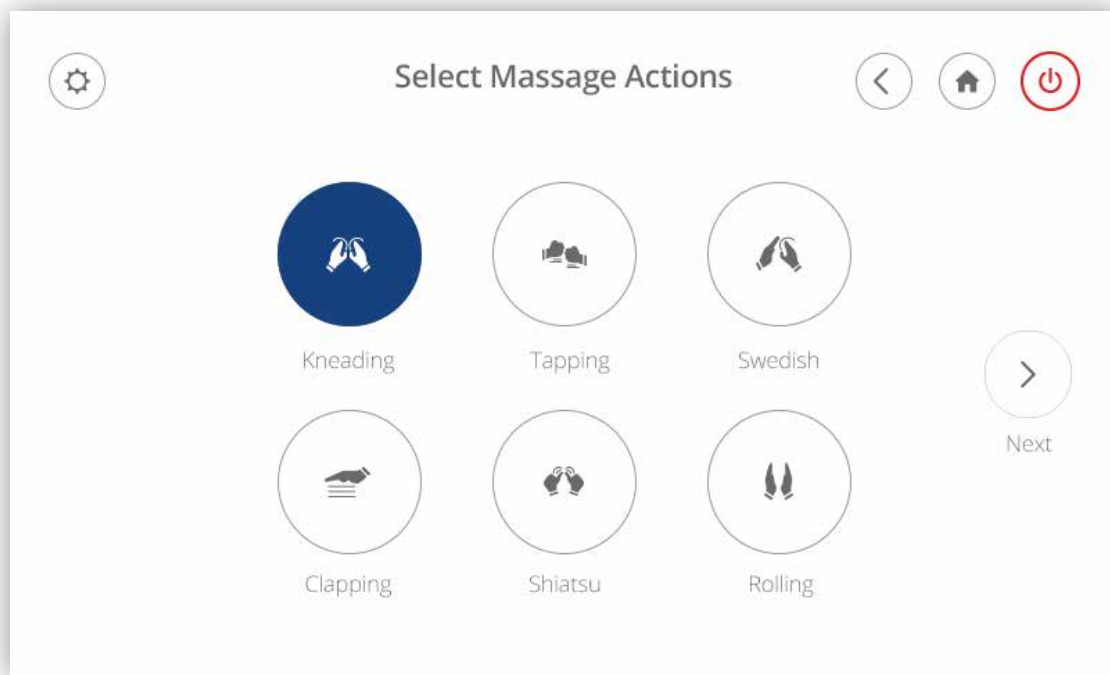 Select Massage Actions
Kneading
Tapping
Swedish
Next
Clapping
Shiatsu
Rolling